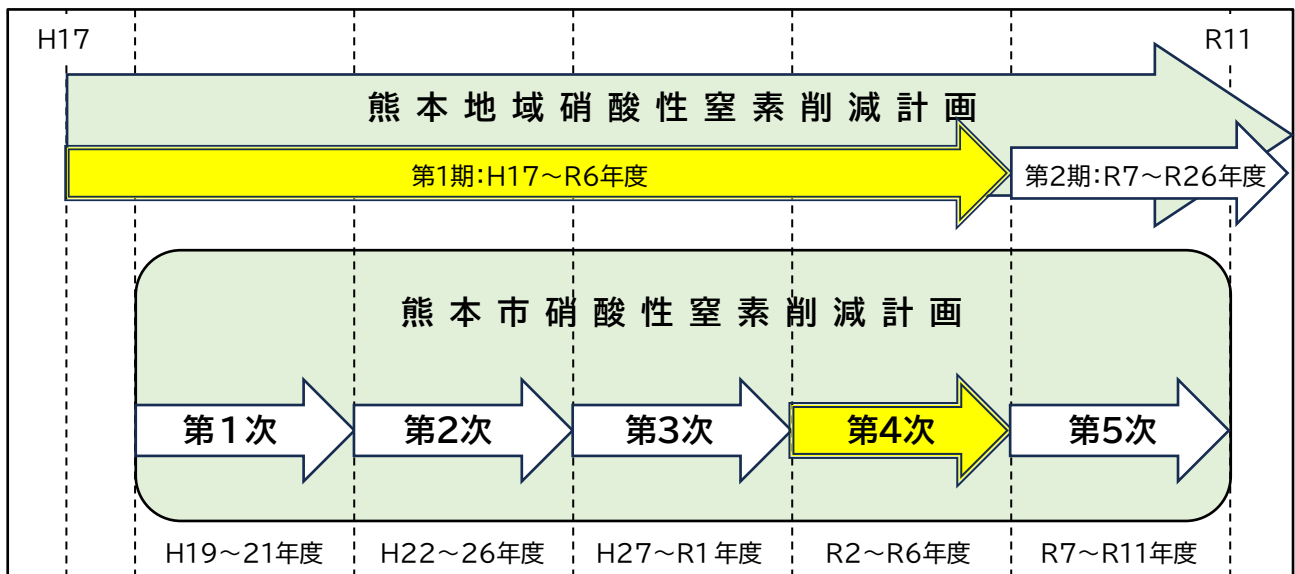 H17
R11
熊本地域硝酸性窒素削減計画
第1期:H17～R6年度
第2期:R7～R26年度
熊本市硝酸性窒素削減計画
第1次
第2次
第3次
第4次
第5次
H19～21年度
H22～26年度
H27～R1年度
R2～R6年度
R7～R11年度